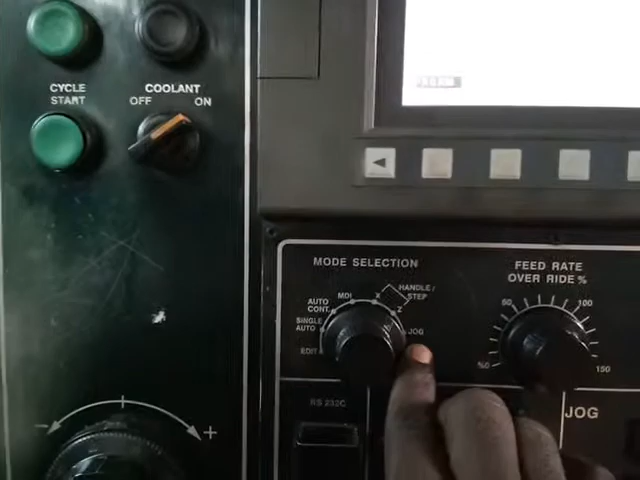 CYCLE
START
COOLANT
OFF ON
MODE SELECTION
MDI
X
HANDLE/
STEP
Z
AUTO
CONT.
SINGLE
AUTO
JOG
EDIT
FEED RATE
OVER RIDE %
50
100
%0
150
RS 232C
JOG
- +